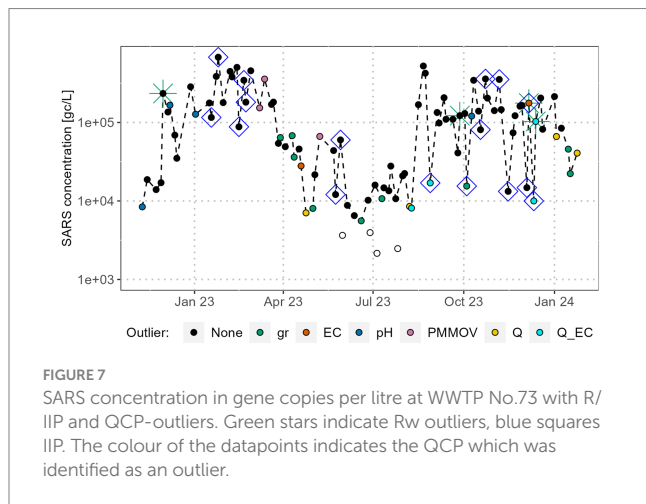 SARS concentration [gc/L]
1e+05
1e+04
1e+03
Jan 23
Apr 23
Jul 23
Oct 23
Jan 24
Outlier: None gr EC pH PMMOV Q Q_EC
FIGURE 7
SARS concentration in gene copies per litre at WWTP No.73 with R/
IIP and QCP-outliers. Green stars indicate Rw outliers, blue squares
IIP. The colour of the datapoints indicates the QCP which was
identified as an outlier.